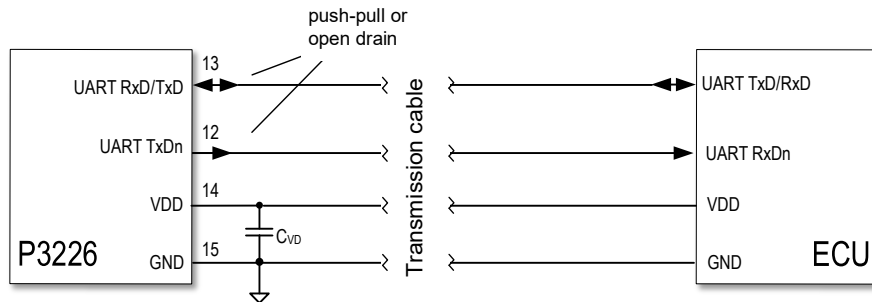 push-pull or
open drain
13
UART RxD/TxD
UART TxD/RxD
12
UART TxDn
UART RxDn
14
VDD
VDD
CVD
15
GND
GND
P3226
ECU
Transmission cable